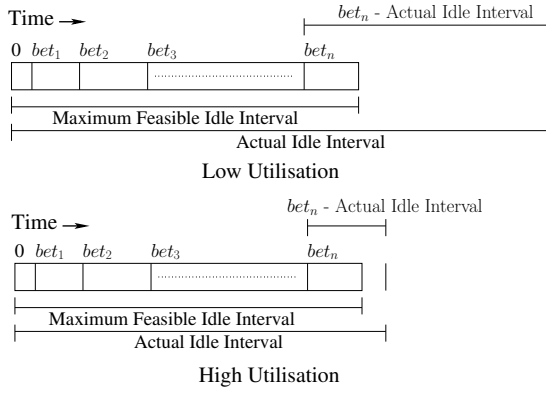 bet_n - Actual Idle Interval
Time
0 bet_1 bet_2 bet_3 bet_n
Maximum Feasible Idle Interval
Actual Idle Interval
Low Utilisation
bet_n - Actual Idle Interval
Time
0 bet_1 bet_2 bet_3 bet_n
Maximum Feasible Idle Interval
Actual Idle Interval
High Utilisation